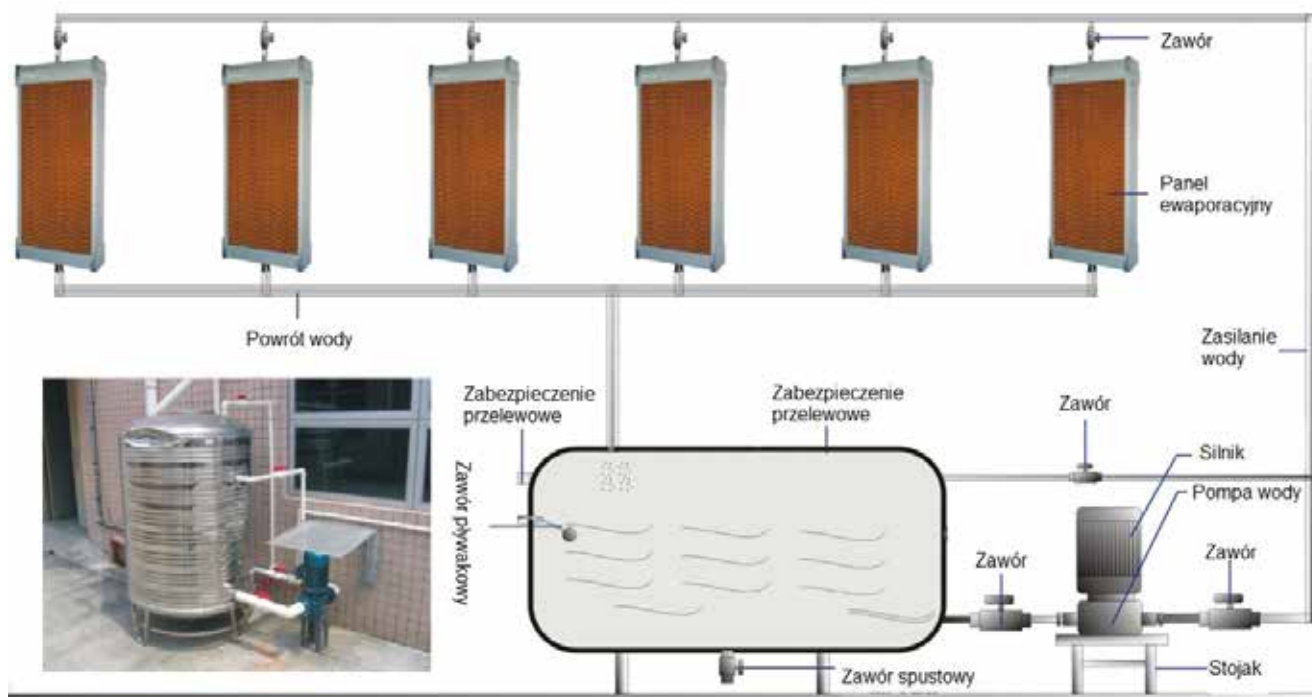 Zawór
Panel
ewaporacyjny
Powrót wody
Zasilanie
wody
Zabezpieczenie
przelewowe
Zabezpieczenie
przelewowe
Zawór
Silnik
Zawór pływakowy
Pompa wody
Zawór
Zawór
Zawór spustowy
Stojak